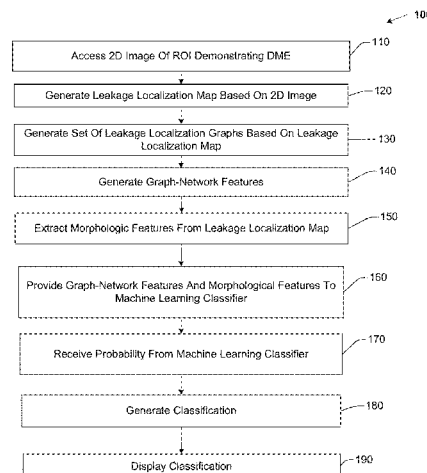 100
Access 2D Image Of ROI Demonstrating DME
110
Generate Leakage Localization Map Based On 2D Image
120
Generate Set Of Leakage Localization Graphs Based On Leakage
Localization Map
130
Generate Graph-Network Features
140
Extract Morphologic Features From Leakage Localization Map
150
Provide Graph-Network Features And Morphological Features To
Machine Learning Classifier
160
Receive Probability From Machine Learning Classifier
170
Generate Classification
180
Display Classification
190